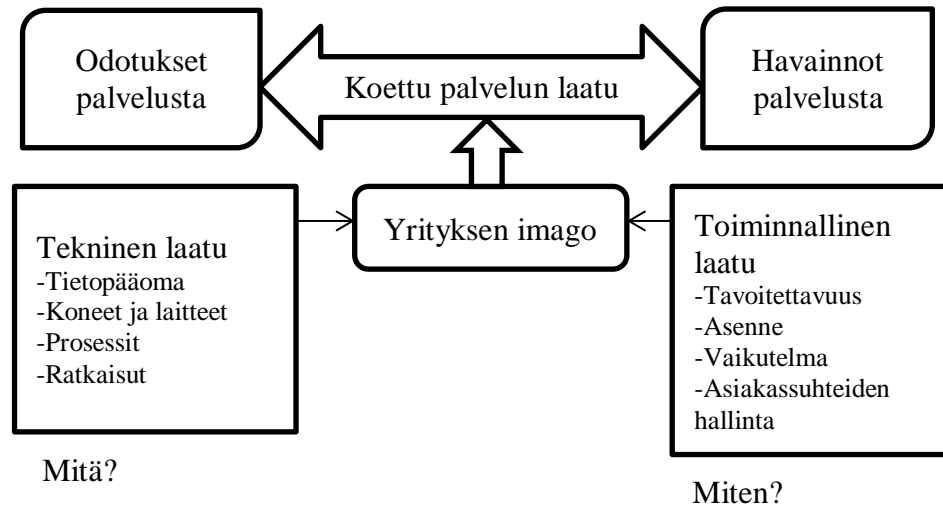 Odotukset
palvelusta
Koettu palvelun laatu
Havainnot
palvelusta
Tekninen laatu
-Tietopääoma
-Koneet ja laitteet
-Prosessit
-Ratkaisut
Yrityksen imago
Toiminnallinen
laatu
-Tavoitettavuus
-Asenne
-Vaikutelma
-Asiakassuhteiden
hallinta
Mitä?
Miten?